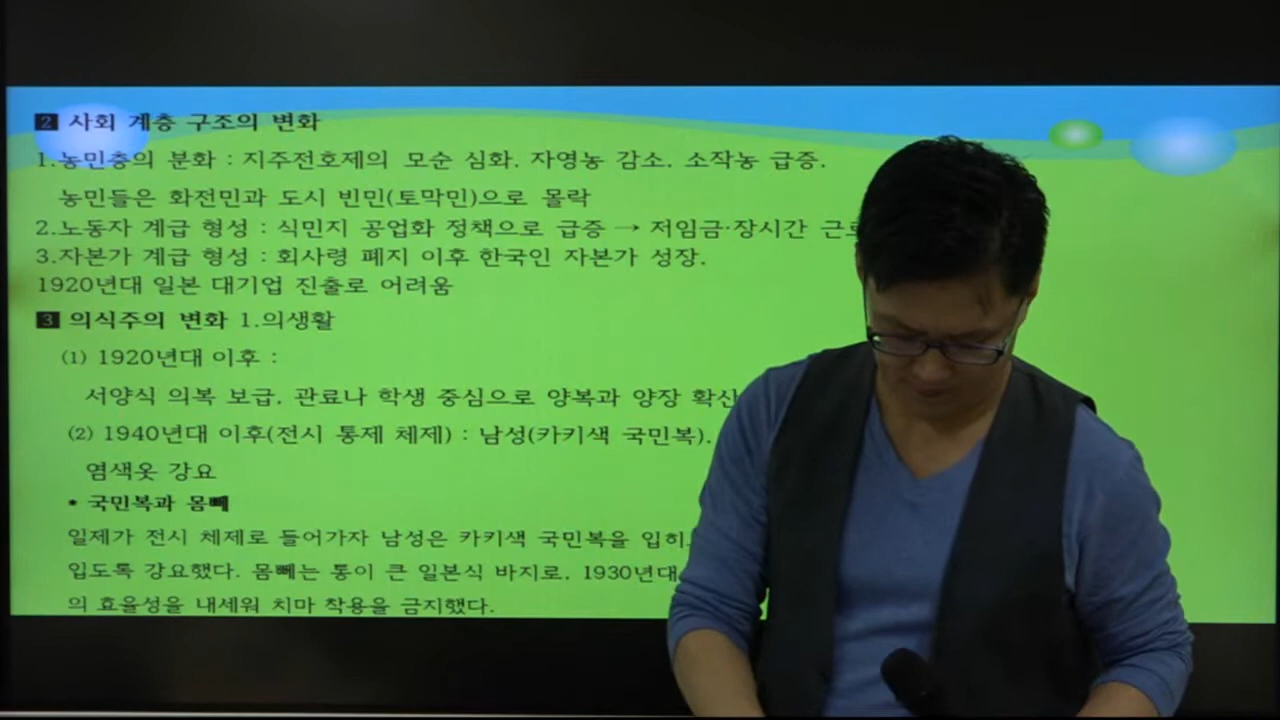 2 사회 계층 구조의 변화
1.농민층의 분화 : 지주전호제의 모순 심화. 자영농 감소. 소작농 급증.
농민들은 화전민과 도시 빈민(토막민)으로 몰락
2.노동자 계급 형성 : 식민지 공업화 정책으로 급증 → 저임금·장시간
3.자본가 계급 형성 : 회사령 폐지 이후 한국인 자본가 성장.
1920년대 일본 대기업 진출로 어려움
3 의식주의 변화 1.의생활
(1) 1920년대 이후 :
서양식 의복 보급. 관료나 학생 중심으로 양복과 양장 확산
(2) 1940년대 이후(전시 통제 체제) : 남성(카키색 국민복).
염색옷 강요
• 국민복과 몸빼
일제가 전시 체제로 들어가자 남성은 카키색 국민복을 입히
입도록 강요했다. 몸빼는 통이 큰 일본식 바지로. 1930년대
의 효율성을 내세워 치마 착용을 금지했다.